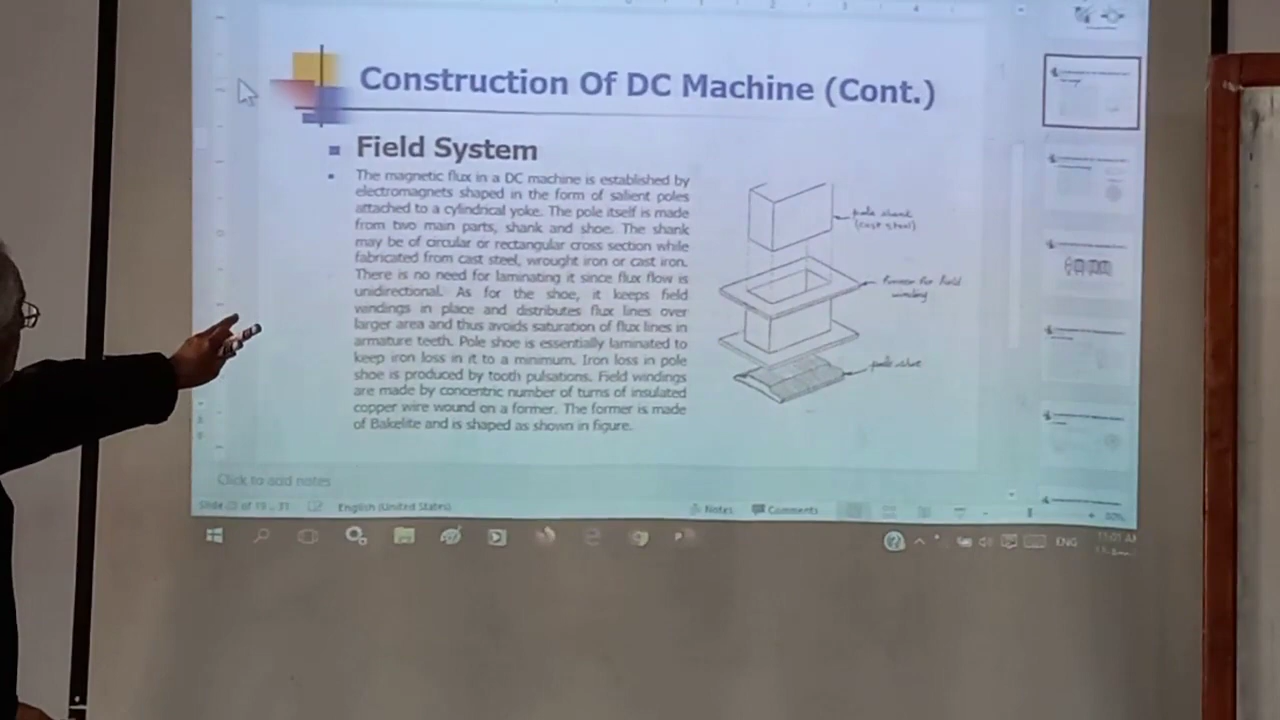 Construction Of DC Machine (Cont.)
Field System
The magnetic flux in a DC machine is established by
electromagnets shaped in the form of salient poles
attached to a cylindrical yoke. The pole itself is made
from two main parts, shank and shoe. The shank
may be of circular or rectangular cross section while
fabricated from cast steel, wrought iron or cast iron.
There is no need for laminating it since flux flow is
unidirectional. As for the shoe, it keeps field
windings in place and distributes flux lines over
larger area and thus avoids saturation of flux lines in
armature teeth. Pole shoe is essentially laminated to
keep iron loss in it to a minimum. Iron loss in pole
shoe is produced by tooth pulsations. Field windings
are made by concentric number of turns of insulated
copper wire wound on a former. The former is made
of Bakelite and is shaped as shown in figure.
pole shank
(cast steel)
former for field
winding
pole shoe
Click to add notes
Slide of 19 - 31
English (United States)
Notes
Comments
ENG
11:01 AM